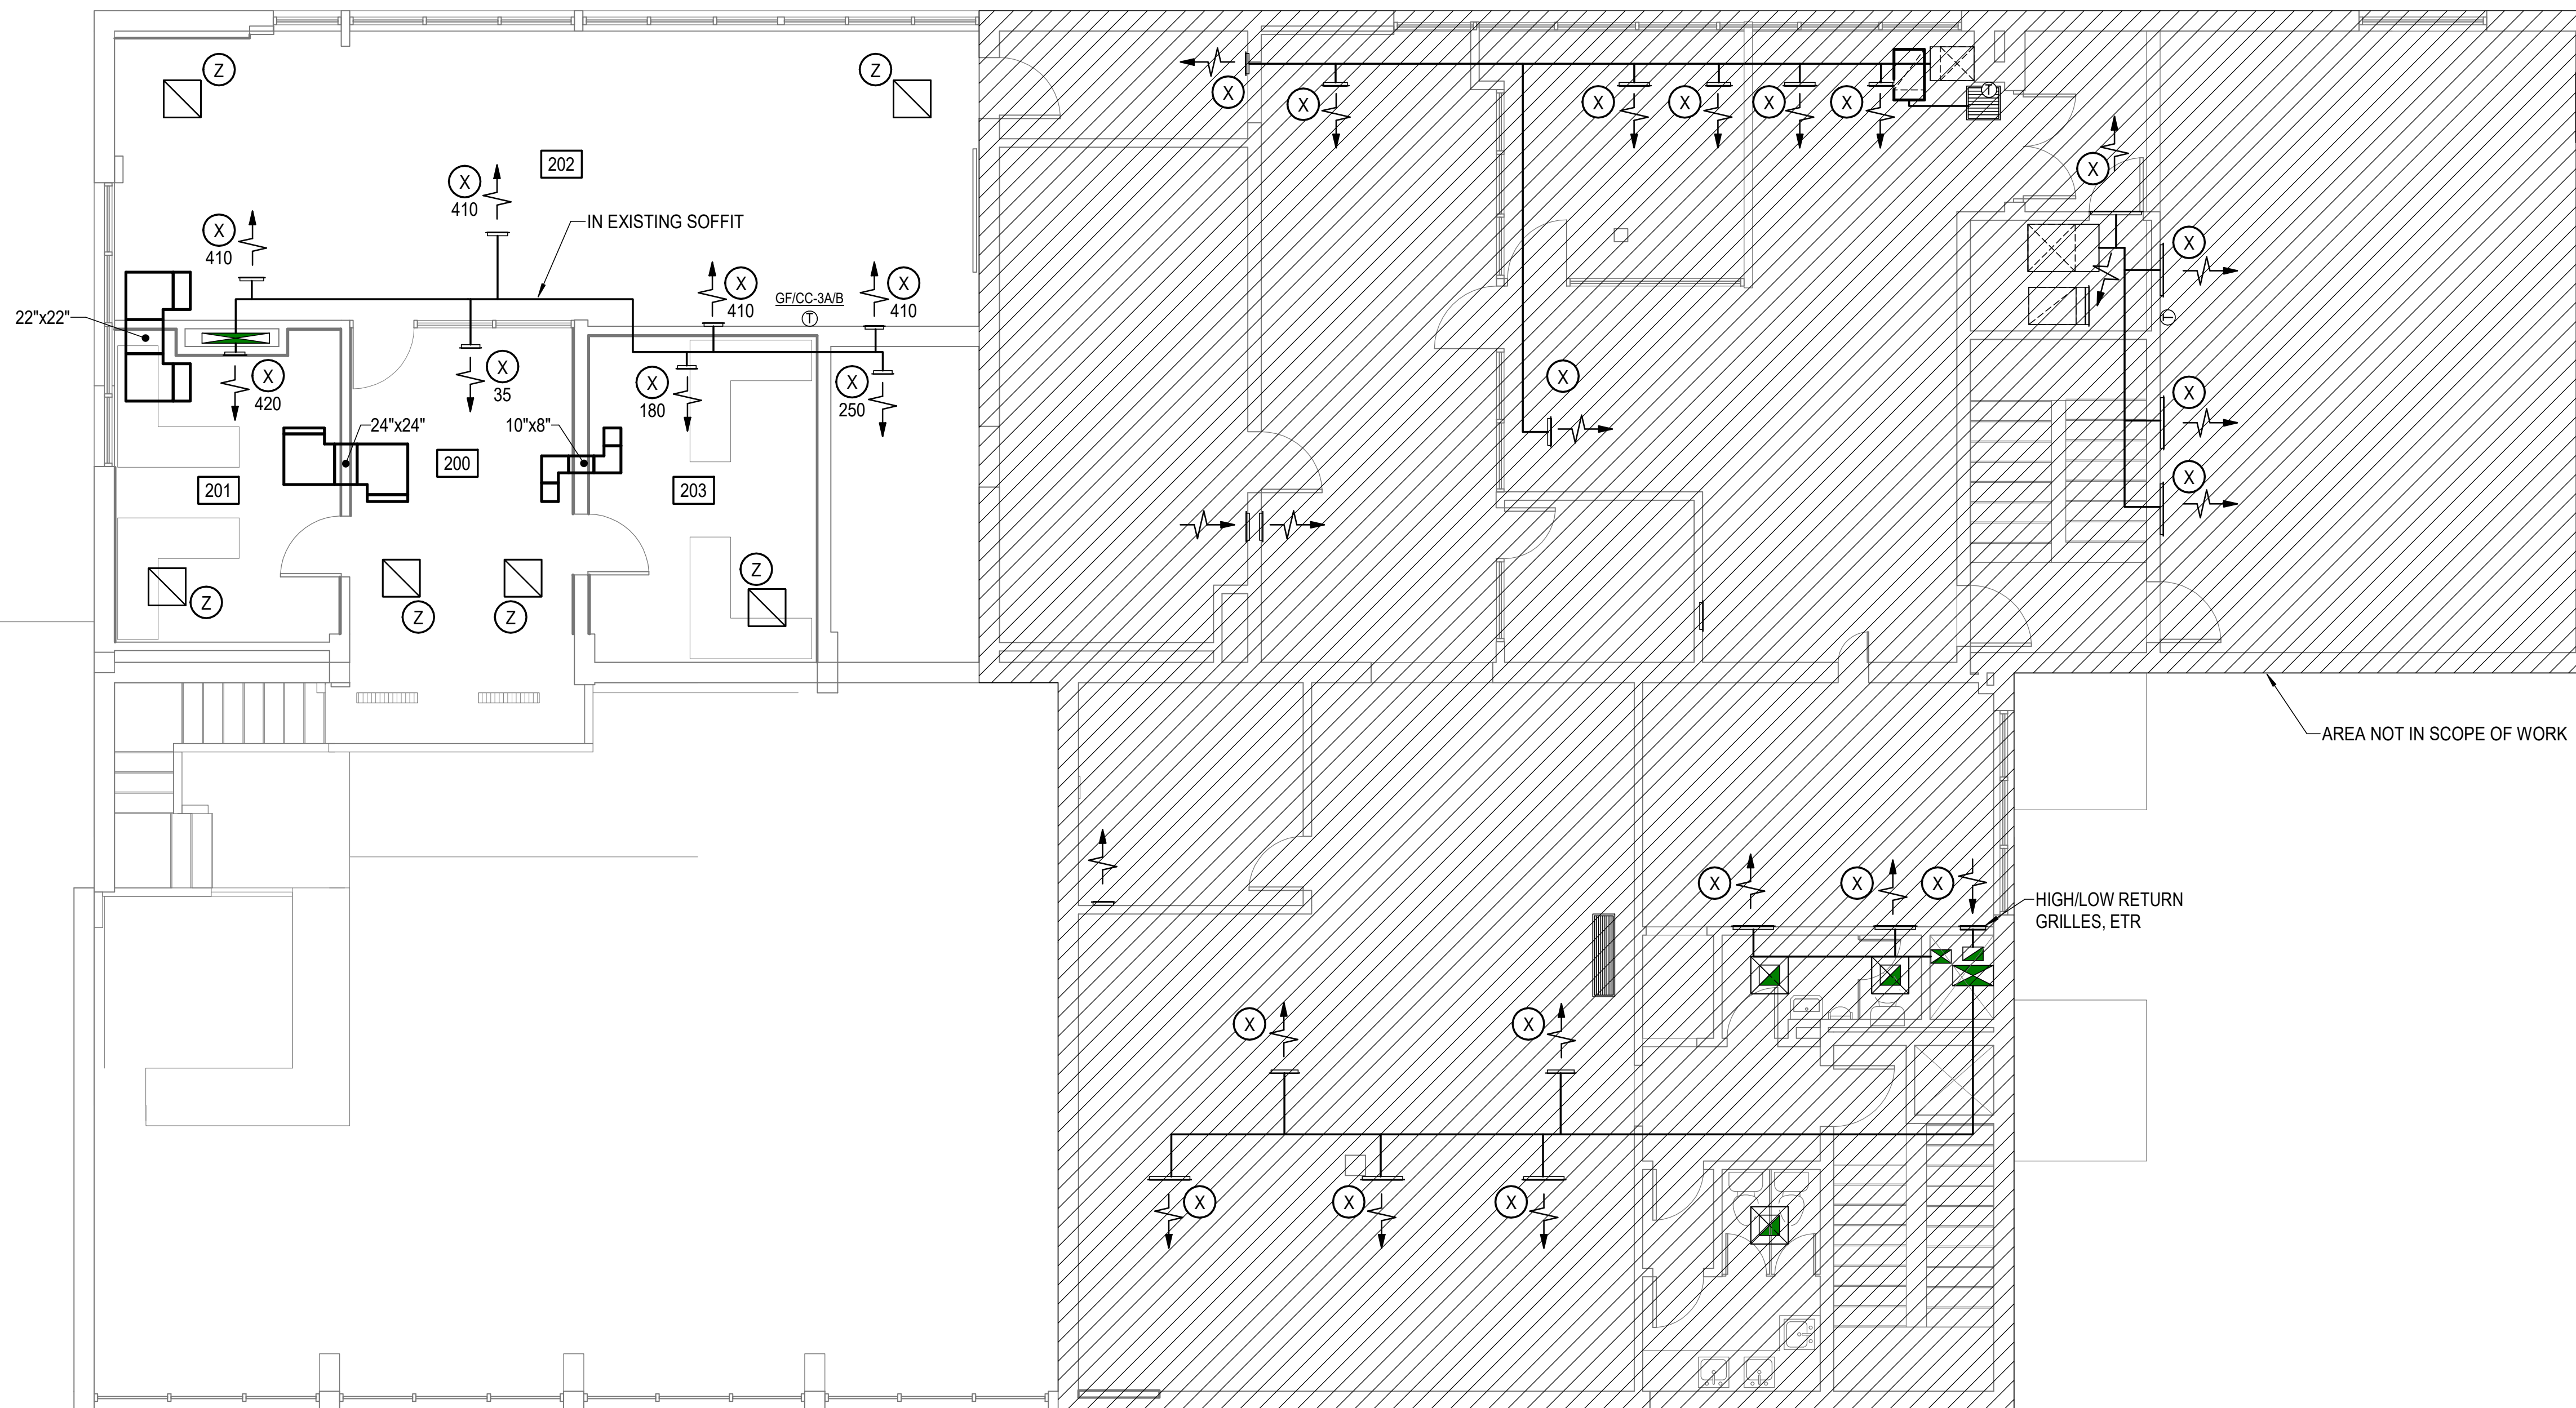 Z
Z
X
X
X
X
X
X
X
T
X
202
X
410
IN EXISTING SOFFIT
X
410
X
410
GF/CC-3A/B
T
X
410
X
T
22"x22"
X
420
X
35
X
180
X
250
X
X
24"x24"
10"x8"
200
201
203
X
Z
Z
Z
Z
AREA NOT IN SCOPE OF WORK
X
X
X
HIGH/LOW RETURN
GRILLES, ETR
X
X
X
X
X